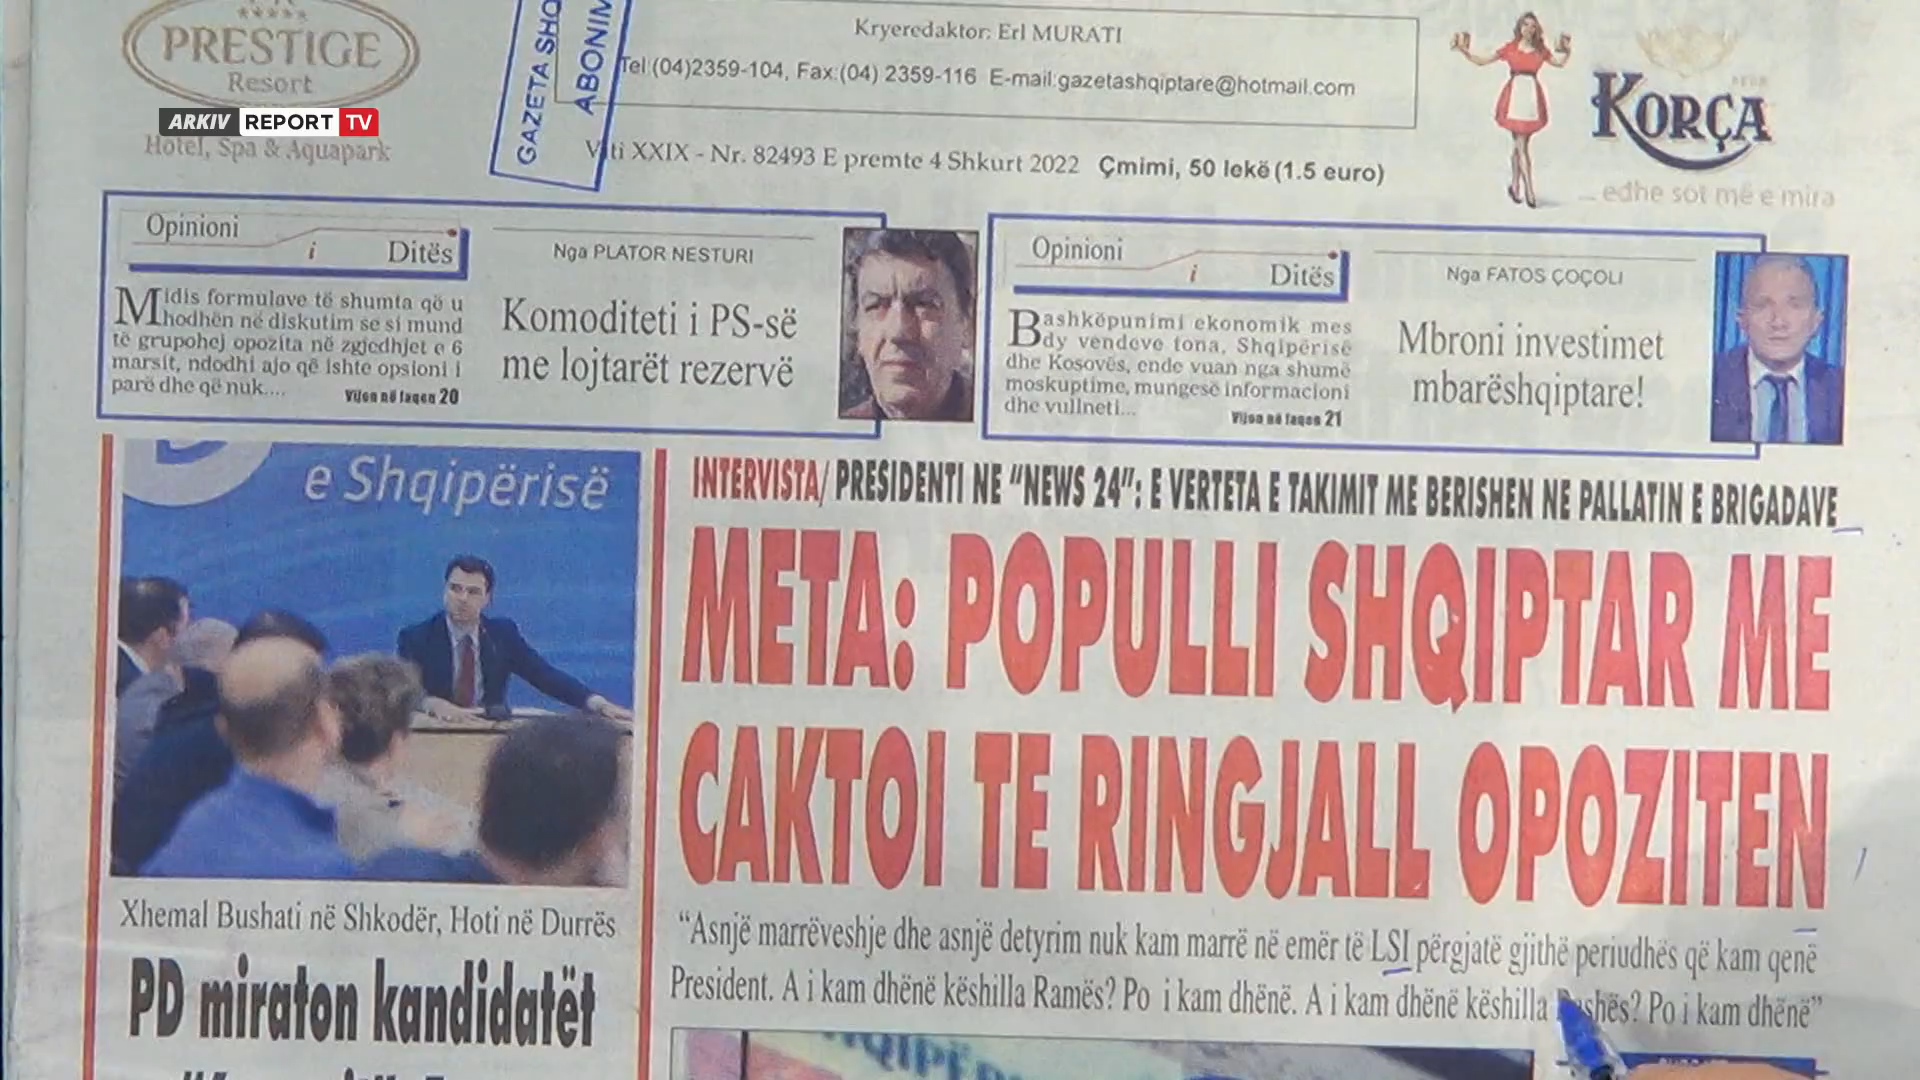 PRESTIGE
Resort
ARKIV REPORT TV
Hotel, Spa & Aquapark
GAZETA SHQ
ABONIM
Kryeredaktor: Erl MURATI
Tel:(04)2359-104, Fax:(04) 2359-116 E-mail:gazetashqiptare@hotmail.com
Viti XXIX - Nr. 82493 E premte 4 Shkurt 2022 Çmimi, 50 lekë (1.5 euro)
KORÇA
... edhe sot më e mira
Opinioni
i Ditës
Midis formulave të shumta që u
hodhën në diskutim se si mund
të grupohej opozita në zgjedhjet e 6
marsit, ndodhi ajo që ishte opsioni i
parë dhe që nuk....
Vijon në faqen 20
Nga PLATOR NESTURI
Komoditeti i PS-së
me lojtarët rezervë
Opinioni
i Ditës
Bashkëpunimi ekonomik mes
dy vendeve tona, Shqipërisë
dhe Kosovës, ende vuan nga shumë
moskuptime, mungesë informacioni
dhe vullneti...
Vijon në faqen 21
Nga FATOS ÇOÇOLI
Mbroni investimet
mbarëshqiptare!
e Shqipërisë
Xhemal Bushati në Shkodër, Hoti në Durrës
PD miraton kandidatët
INTERVISTA/ PRESIDENTI NE "NEWS 24": E VERTETA E TAKIMIT ME BERISHEN NE PALLATIN E BRIGADAVE
META: POPULLI SHQIPTAR ME
CAKTOI TE RINGJALL OPOZITEN
"Asnjë marrëveshje dhe asnjë detyrim nuk kam marrë në emër të LSI përgjatë gjithë periudhës që kam qenë
President. A i kam dhënë këshilla Ramës? Po i kam dhënë. A i kam dhënë këshilla Bashës? Po i kam dhënë"